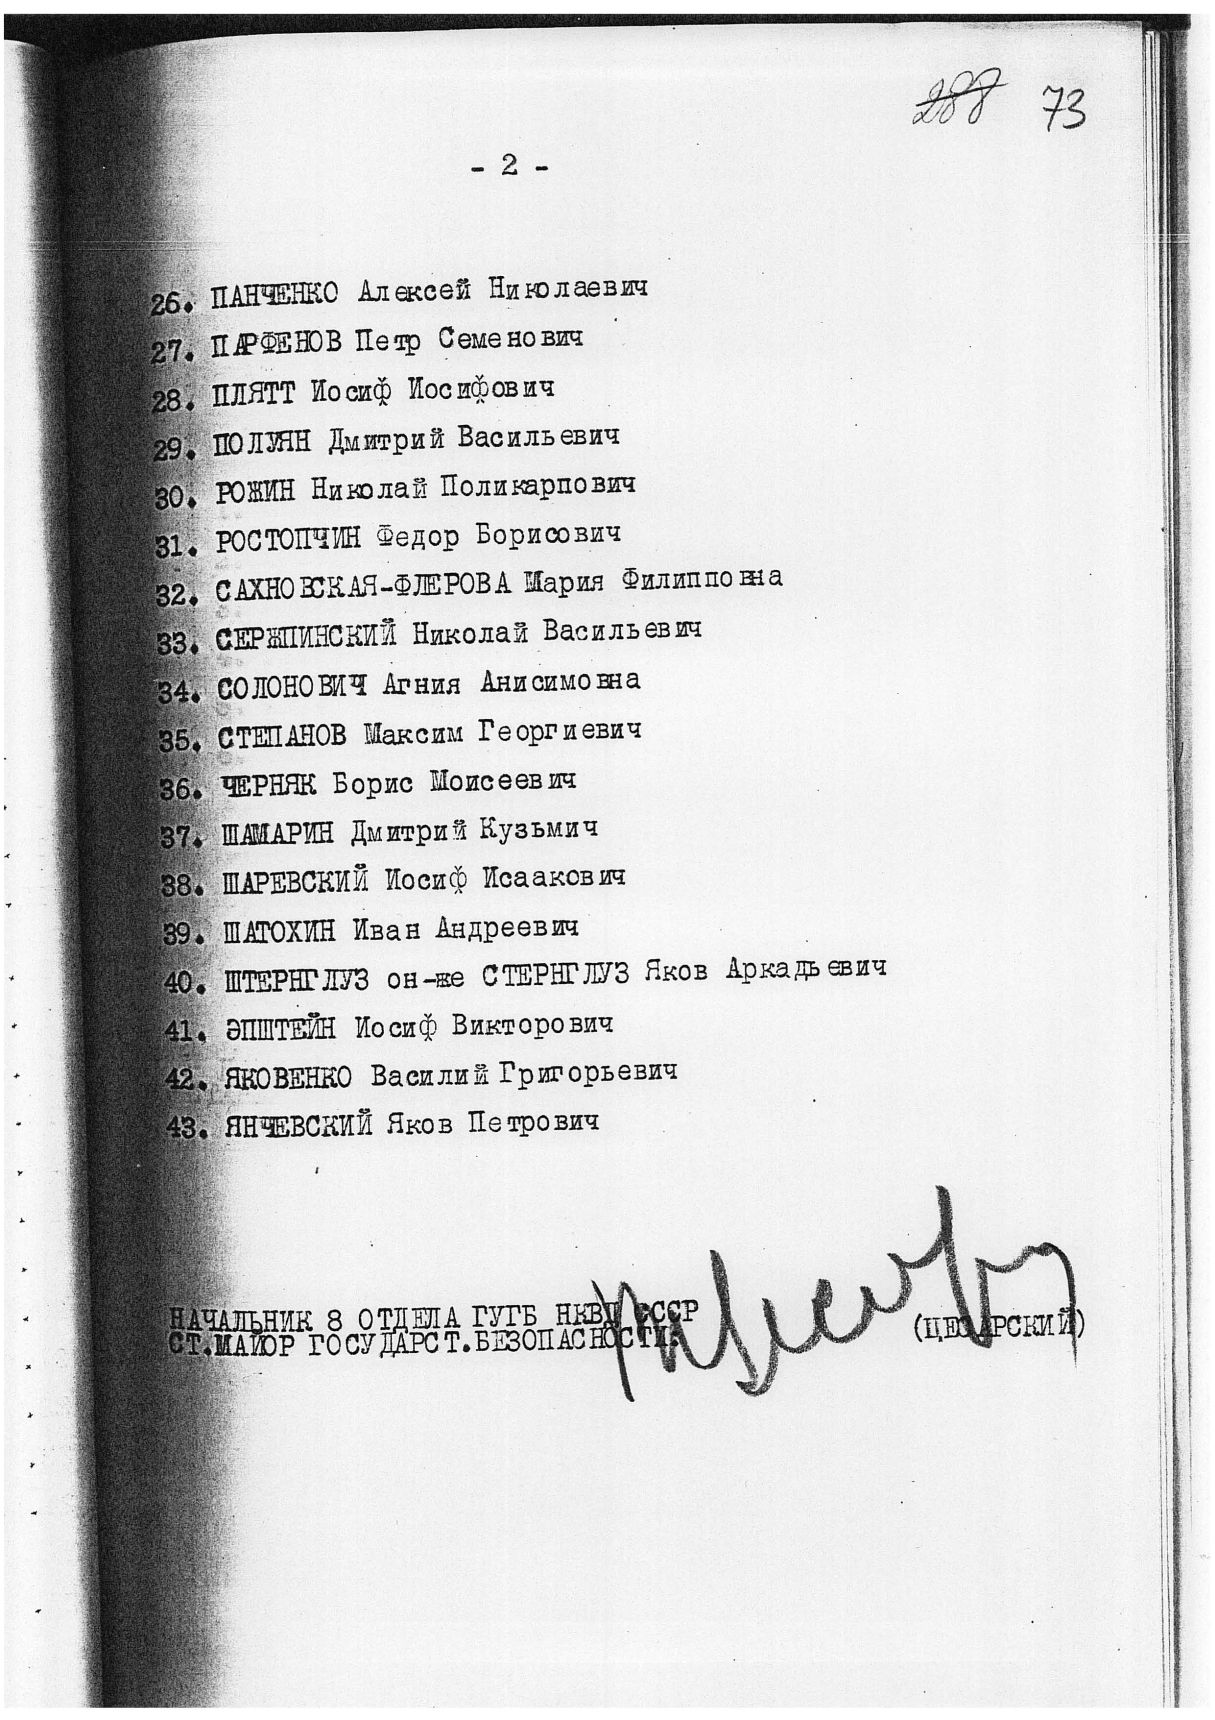 288 73
- 2 -
26. ПАНЧЕНКО Алексей Николаевич
27. ПАРФЕНОВ Петр Семенович
28. ПЛЯТТ Иосиф Иосифович
29. ПОЛУЯН Дмитрий Васильевич
30. РОЖИН Николай Поликарпович
31. РОСТОПЧИН Федор Борисович
32. САХНОВСКАЯ-ФЛЕРОВА Мария Филипповна
33. СЕРЖПИНСКИЙ Николай Васильевич
34. СОЛОНОВИЧ Агния Анисимовна
35. СТЕПАНОВ Максим Георгиевич
36. ЧЕРНЯК Борис Моисеевич
37. ШАМАРИН Дмитрий Кузьмич
38. ШАРЕВСКИЙ Иосиф Исаакович
39. ШАТОХИН Иван Андреевич
40. ШТЕРНГЛУЗ он-же СТЕРНГЛУЗ Яков Аркадьевич
41. ЭПШТЕЙН Иосиф Викторович
42. ЯКОВЕНКО Василий Григорьевич
43. ЯНЧЕВСКИЙ Яков Петрович
НАЧАЛЬНИК 8 ОТДЕЛА ГУГБ НКВД СССР
СТ.МАЙОР ГОСУДАРСТ.БЕЗОПАСНОСТИ: (ЦЕСАРСКИЙ)